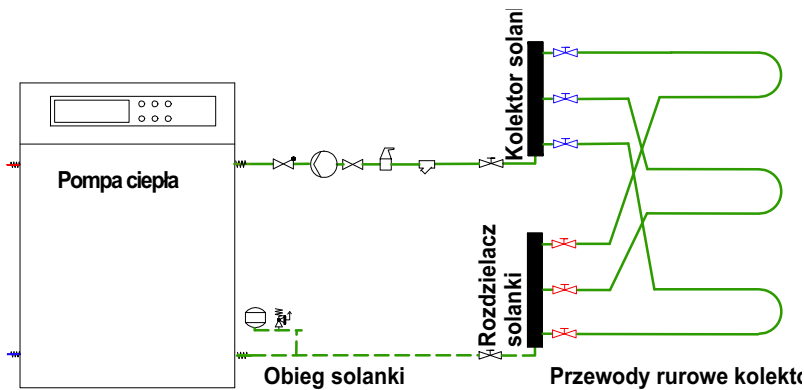 Pompa ciepła
Kolektor solan
Rozdzielacz
solanki
Obieg solanki
Przewody rurowe kolekto